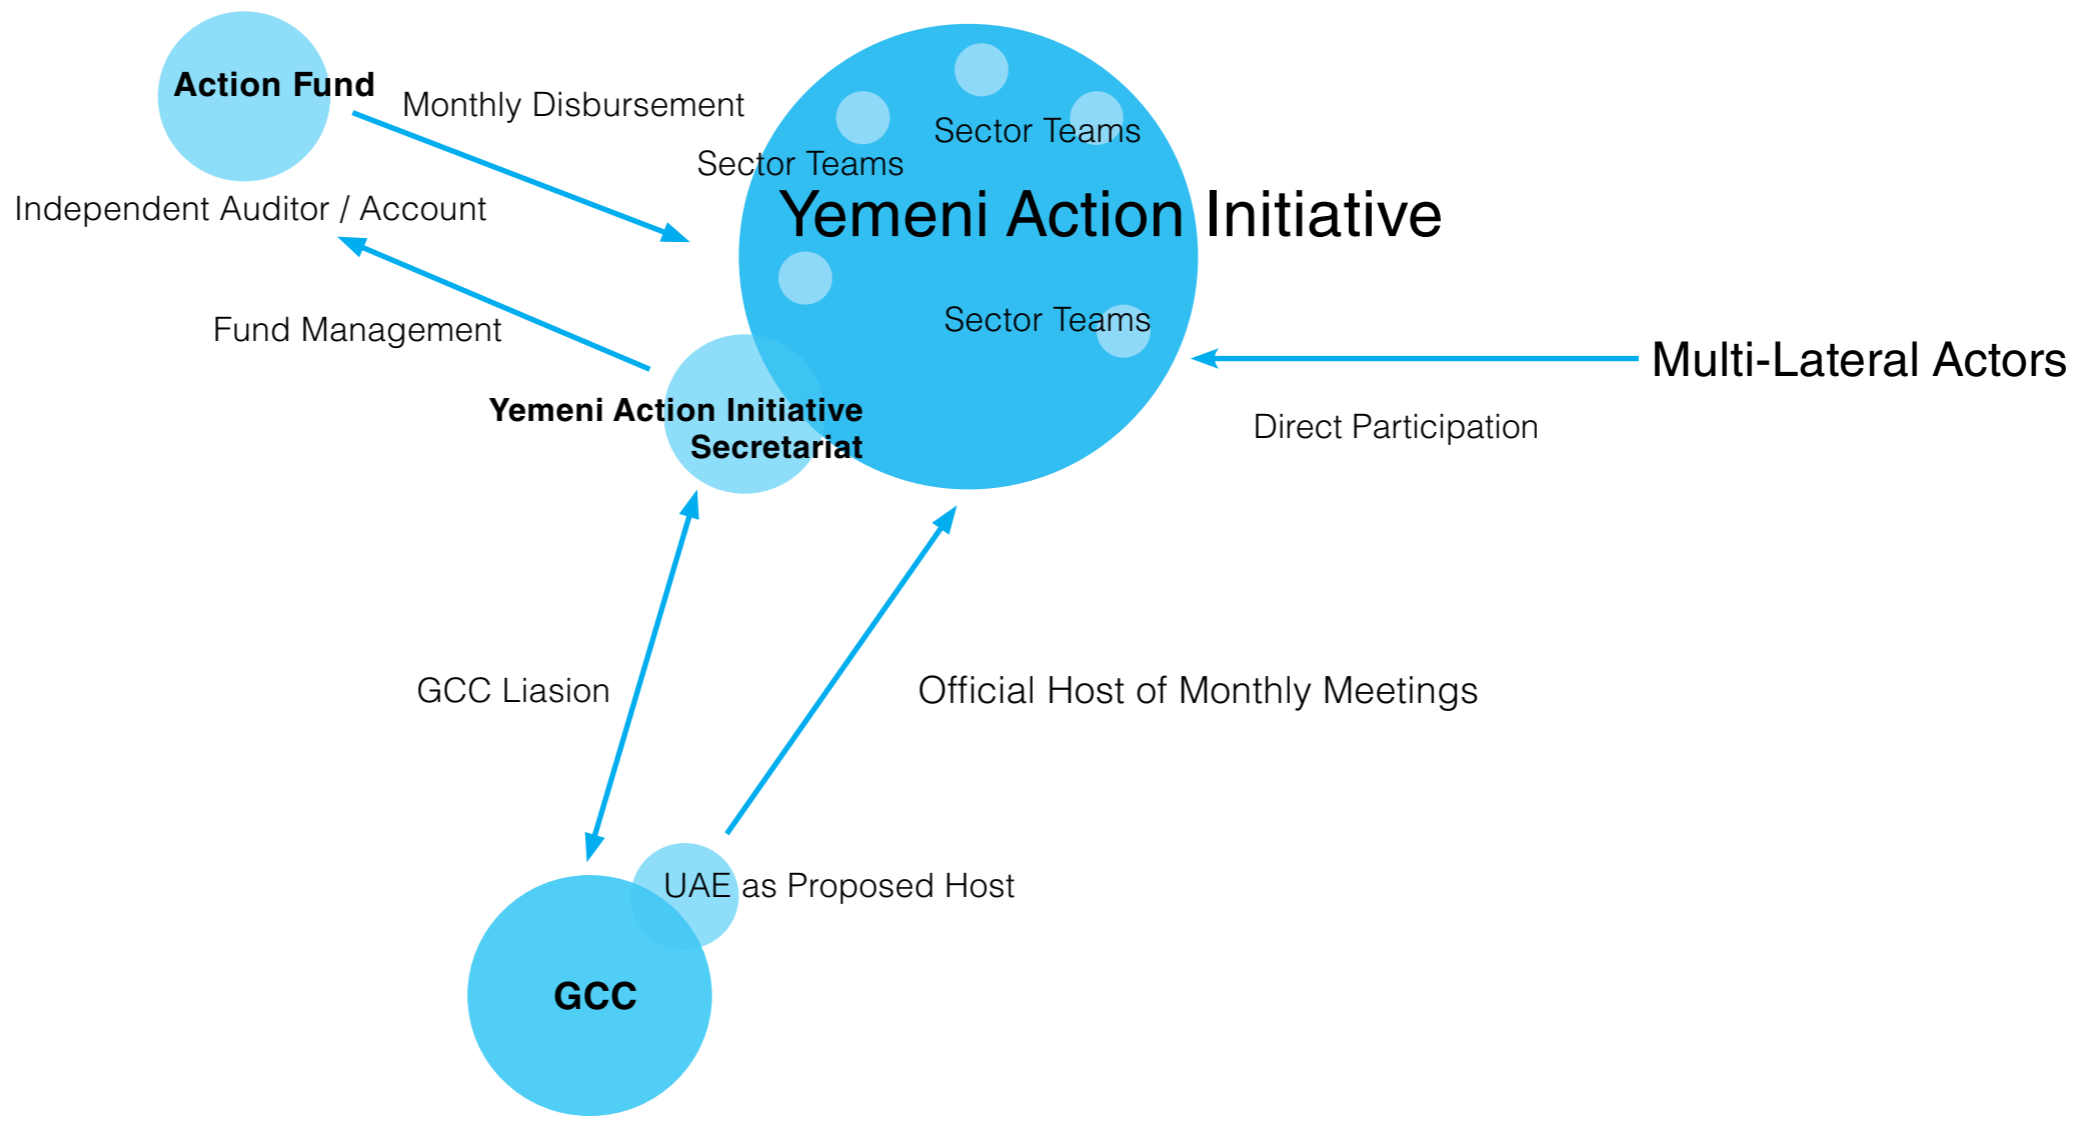 Action Fund
Monthly Disbursement
Sector Teams
Sector Teams
Independent Auditor / Account
Yemeni Action Initiative
Fund Management
Sector Teams
Multi-Lateral Actors
Yemeni Action Initiative
Secretariat
Direct Participation
GCC Liasion
Official Host of Monthly Meetings
UAE as Proposed Host
GCC